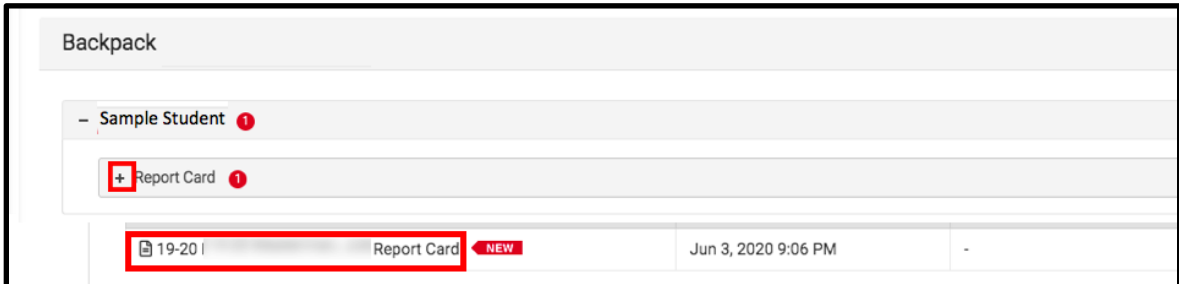 Backpack
– Sample Student 1
+ Report Card 1
19-20 Report Card NEW Jun 3, 2020 9:06 PM -